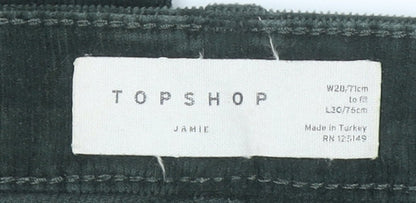 TOPSHOP
JAMIE
W28/71cm
to fit
L30/76cm
Made in Turkey
RN 125149